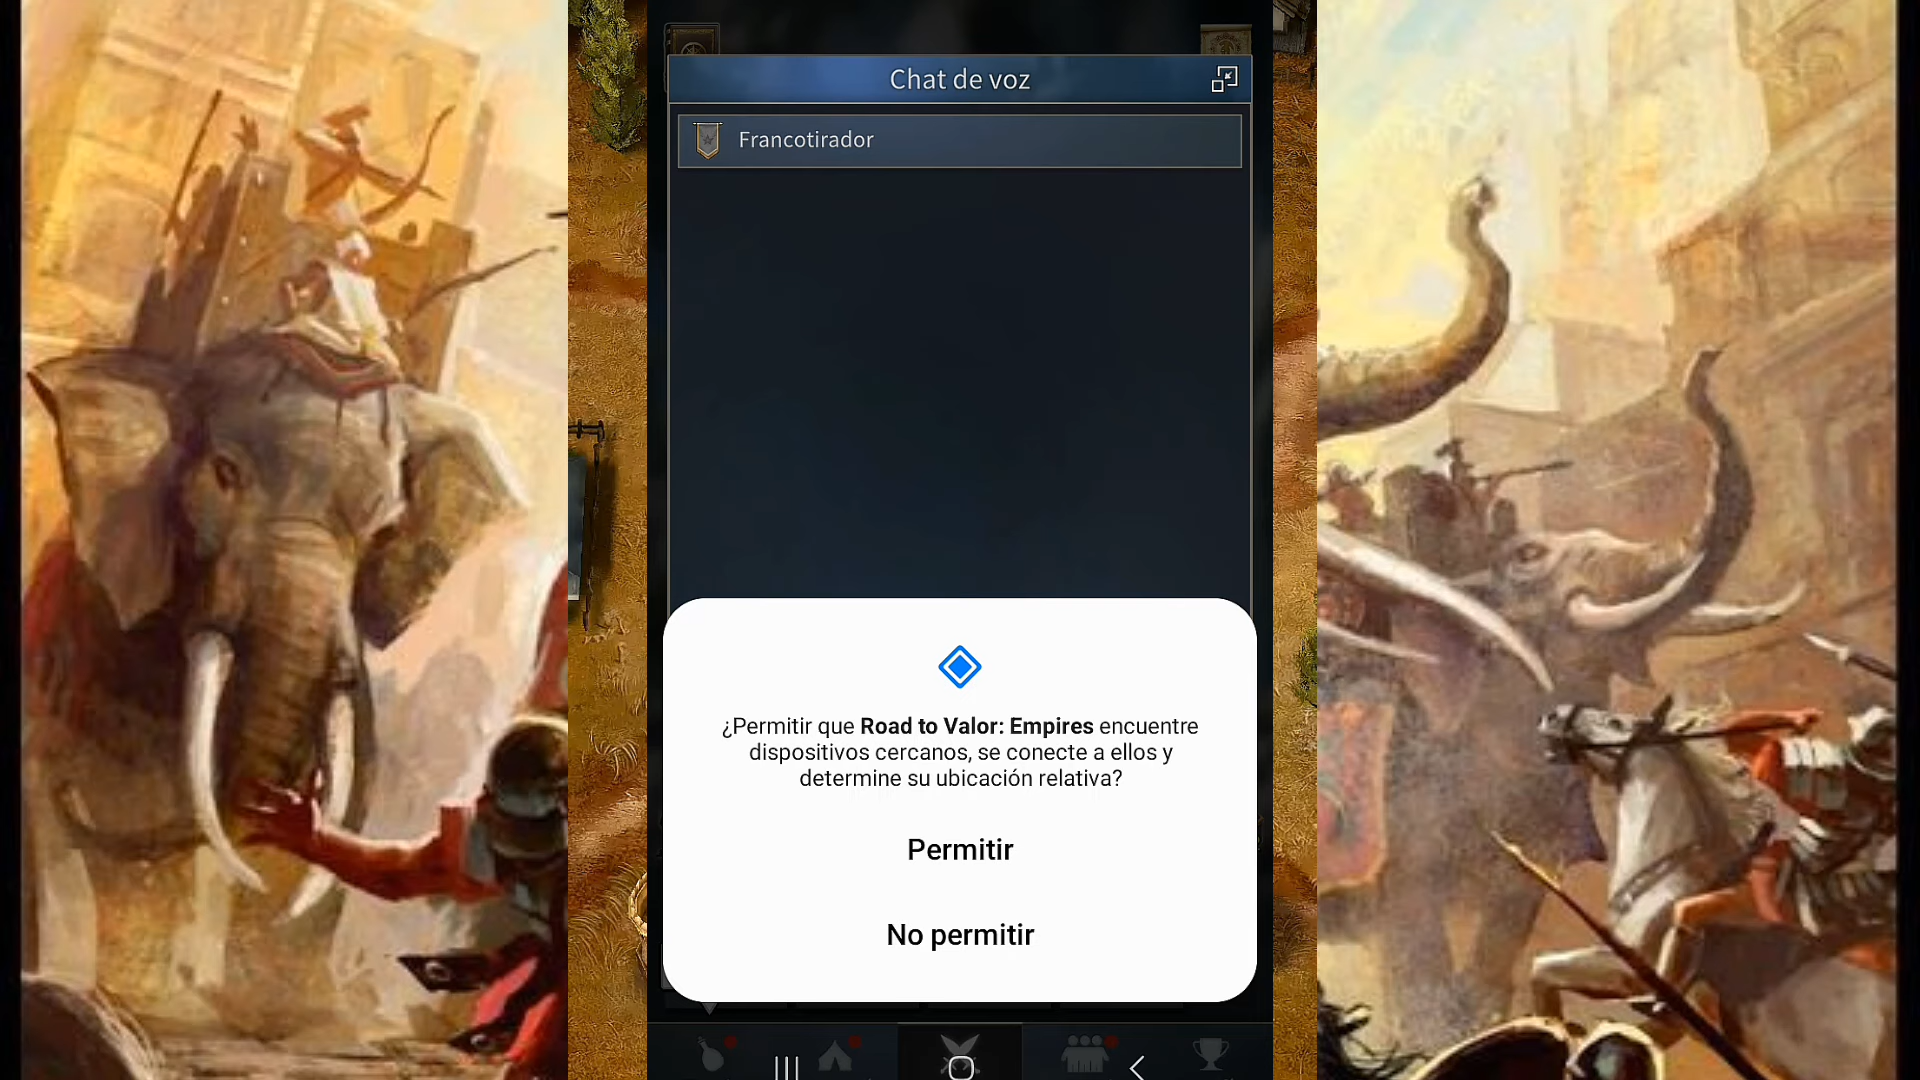 Chat de voz
Francotirador
¿Permitir que Road to Valor: Empires encuentre
dispositivos cercanos, se conecte a ellos y
determine su ubicación relativa?
Permitir
No permitir